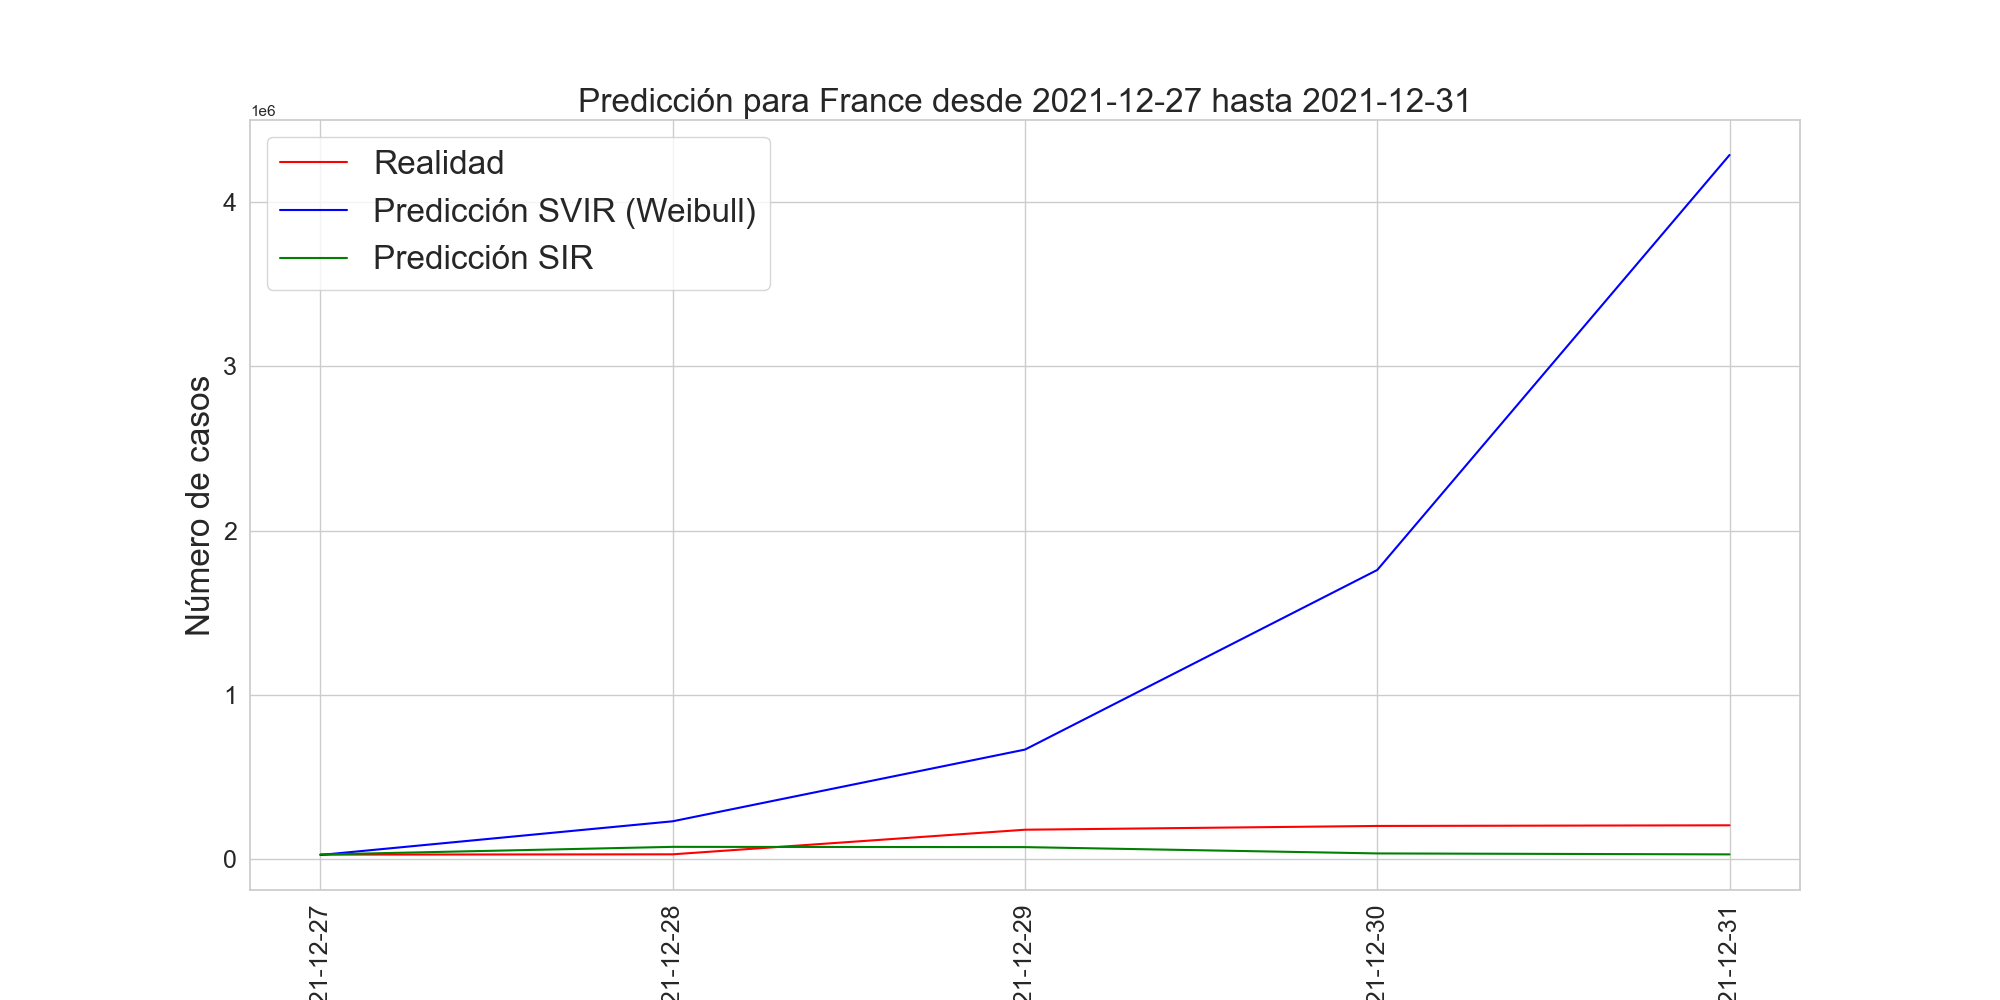 Predicción para France desde 2021-12-27 hasta 2021-12-31
1e6
Realidad
Predicción SVIR (Weibull)
Predicción SIR
4
3
2
1
0
Número de casos
21-12-27
21-12-28
21-12-29
21-12-30
21-12-31